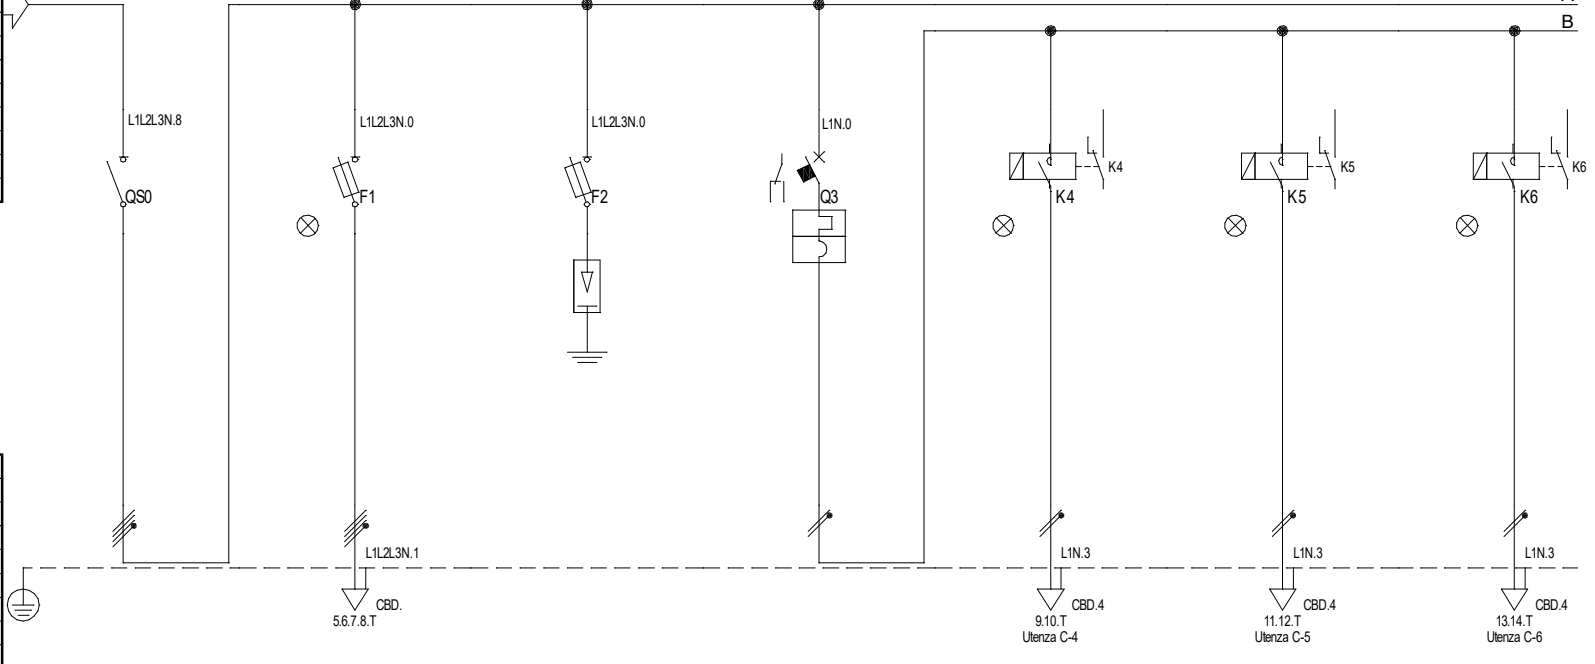 B
L1L2L3N.8
L1L2L3N.0
L1L2L3N.0
L1N.0
K4
K5
K6
QS0
F1
F2
Q3
K4
K5
K6
L1L2L3N.1
L1N.3
L1N.3
L1N.3
CBD.
CBD.4
CBD.4
CBD.4
5.6.7.8.T
9.10.T
11.12.T
13.14.T
Utenza C-4
Utenza C-5
Utenza C-6